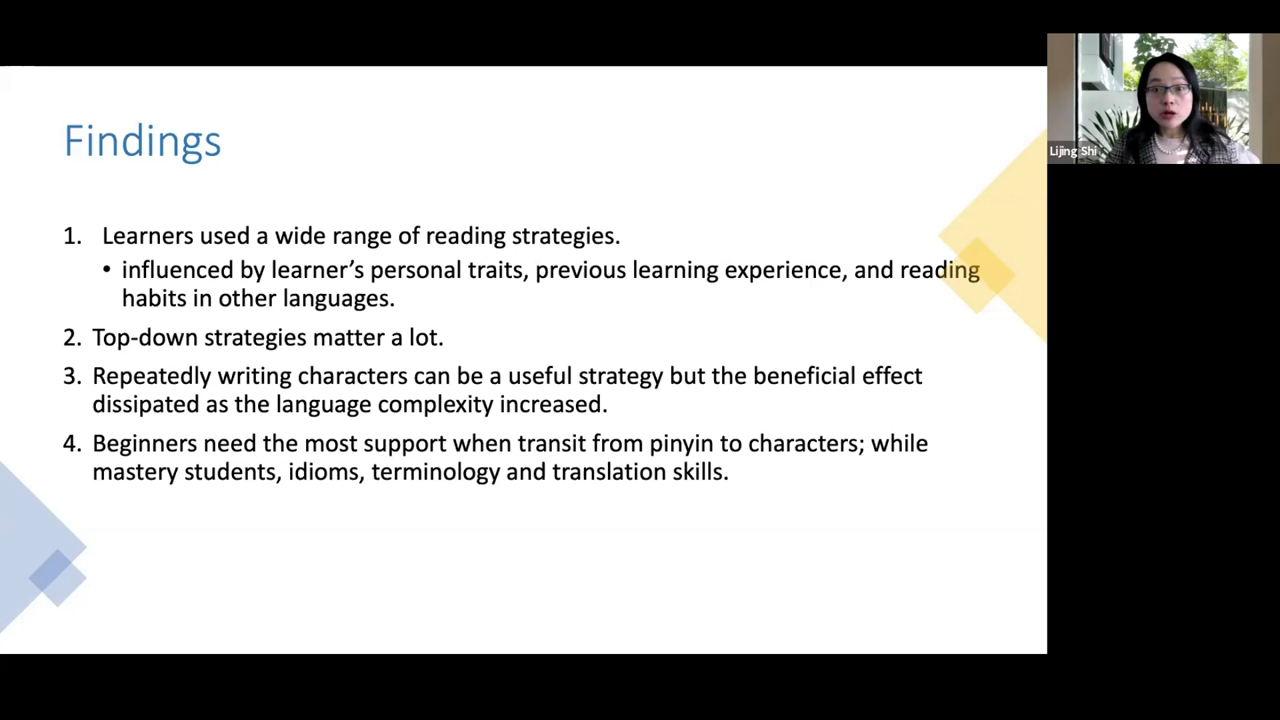 Findings
1. Learners used a wide range of reading strategies.
• influenced by learner's personal traits, previous learning experience, and reading
habits in other languages.
2. Top-down strategies matter a lot.
3. Repeatedly writing characters can be a useful strategy but the beneficial effect
dissipated as the language complexity increased.
4. Beginners need the most support when transit from pinyin to characters; while
mastery students, idioms, terminology and translation skills.
Lijing Shi